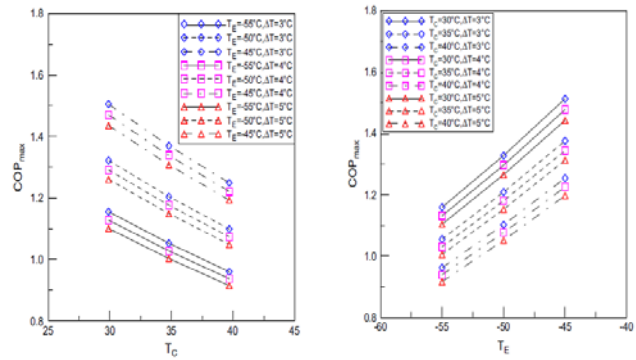 1.8
1.6
1.4
1.2
1.0
0.8
COPmax
25
30
35
40
45
TC
TE=-55°C,ΔT=3°C
TE=-50°C,ΔT=3°C
TE=-45°C,ΔT=3°C
TE=-55°C,ΔT=4°C
TE=-50°C,ΔT=4°C
TE=-45°C,ΔT=4°C
TE=-55°C,ΔT=5°C
TE=-50°C,ΔT=5°C
TE=-45°C,ΔT=5°C
1.8
1.6
1.4
1.2
1.0
0.8
COPmax
-60
-55
-50
-45
-40
TE
TC=30°C,ΔT=3°C
TC=35°C,ΔT=3°C
TC=40°C,ΔT=3°C
TC=30°C,ΔT=4°C
TC=35°C,ΔT=4°C
TC=40°C,ΔT=4°C
TC=30°C,ΔT=5°C
TC=35°C,ΔT=5°C
TC=40°C,ΔT=5°C